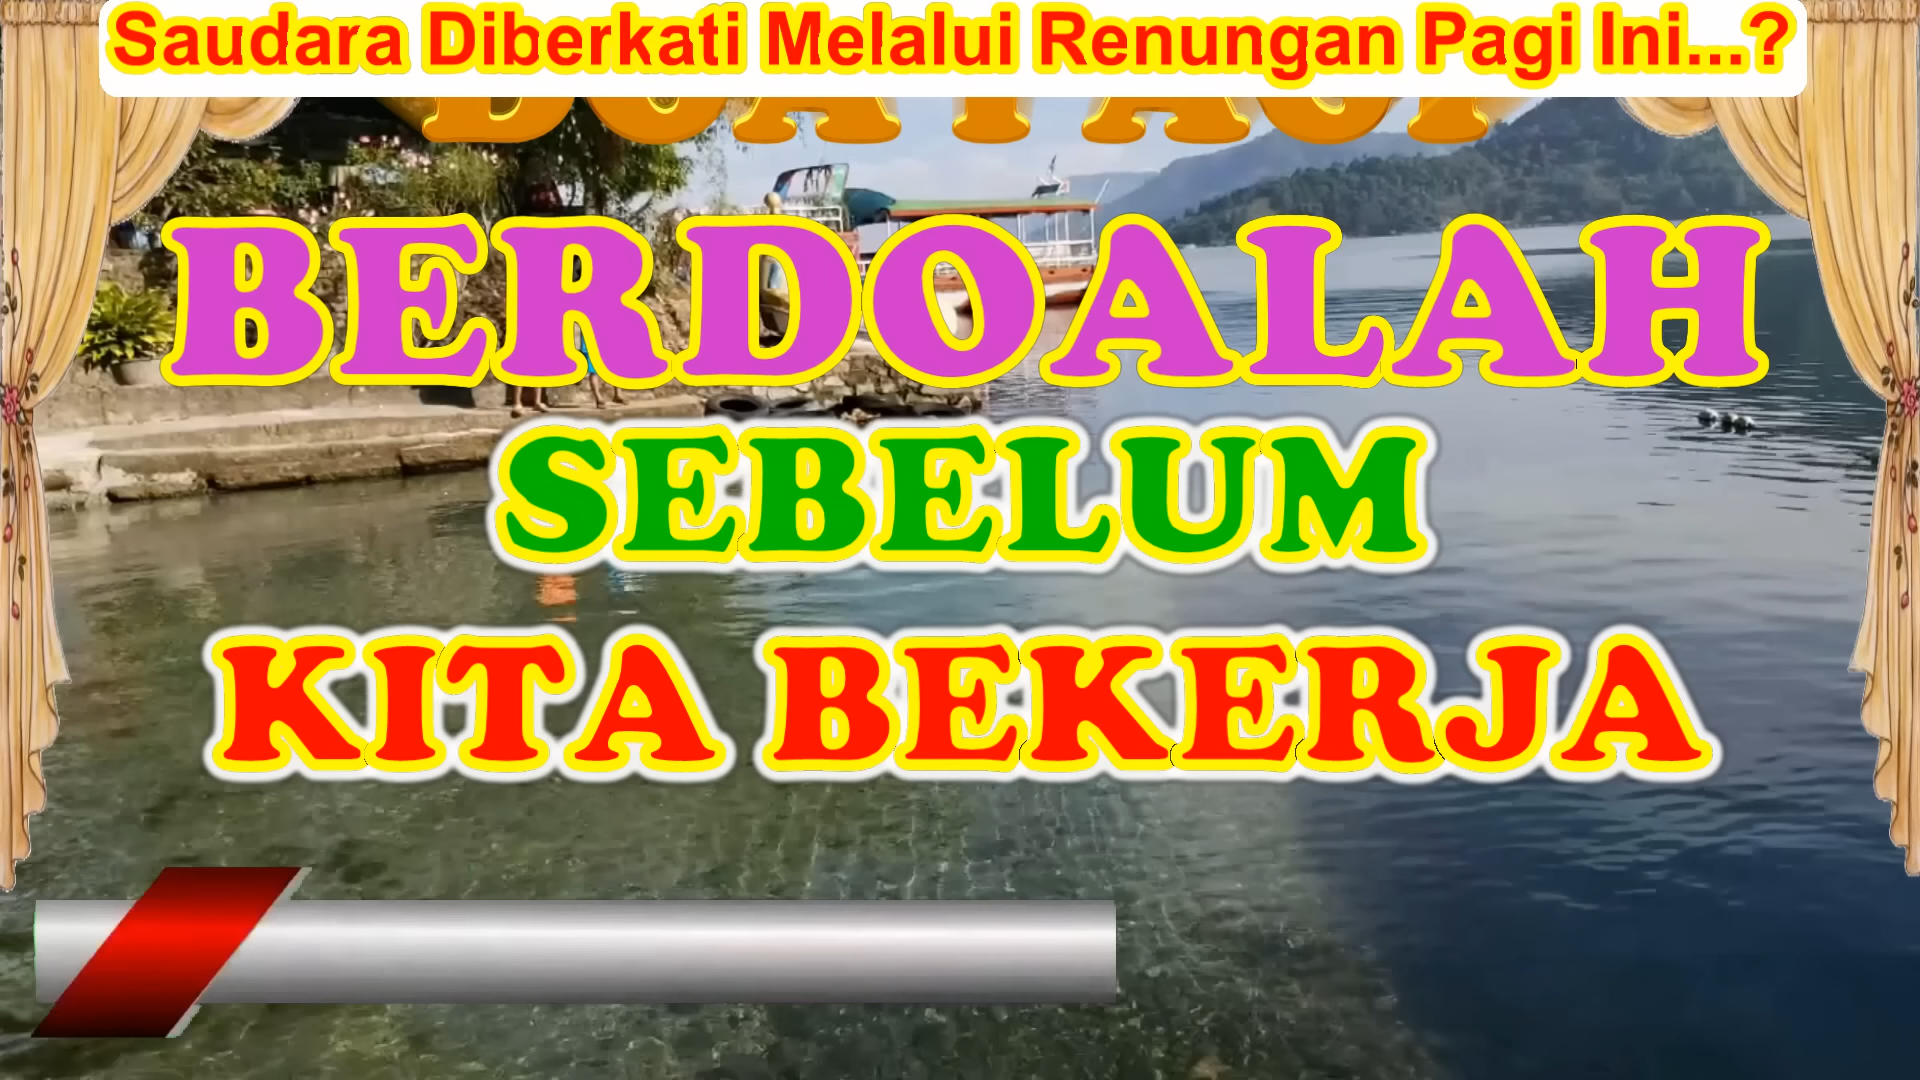 Saudara Diberkati Melalui Renungan Pagi Ini...?
BERDOALAH
SEBELUM
KITA BEKERJA